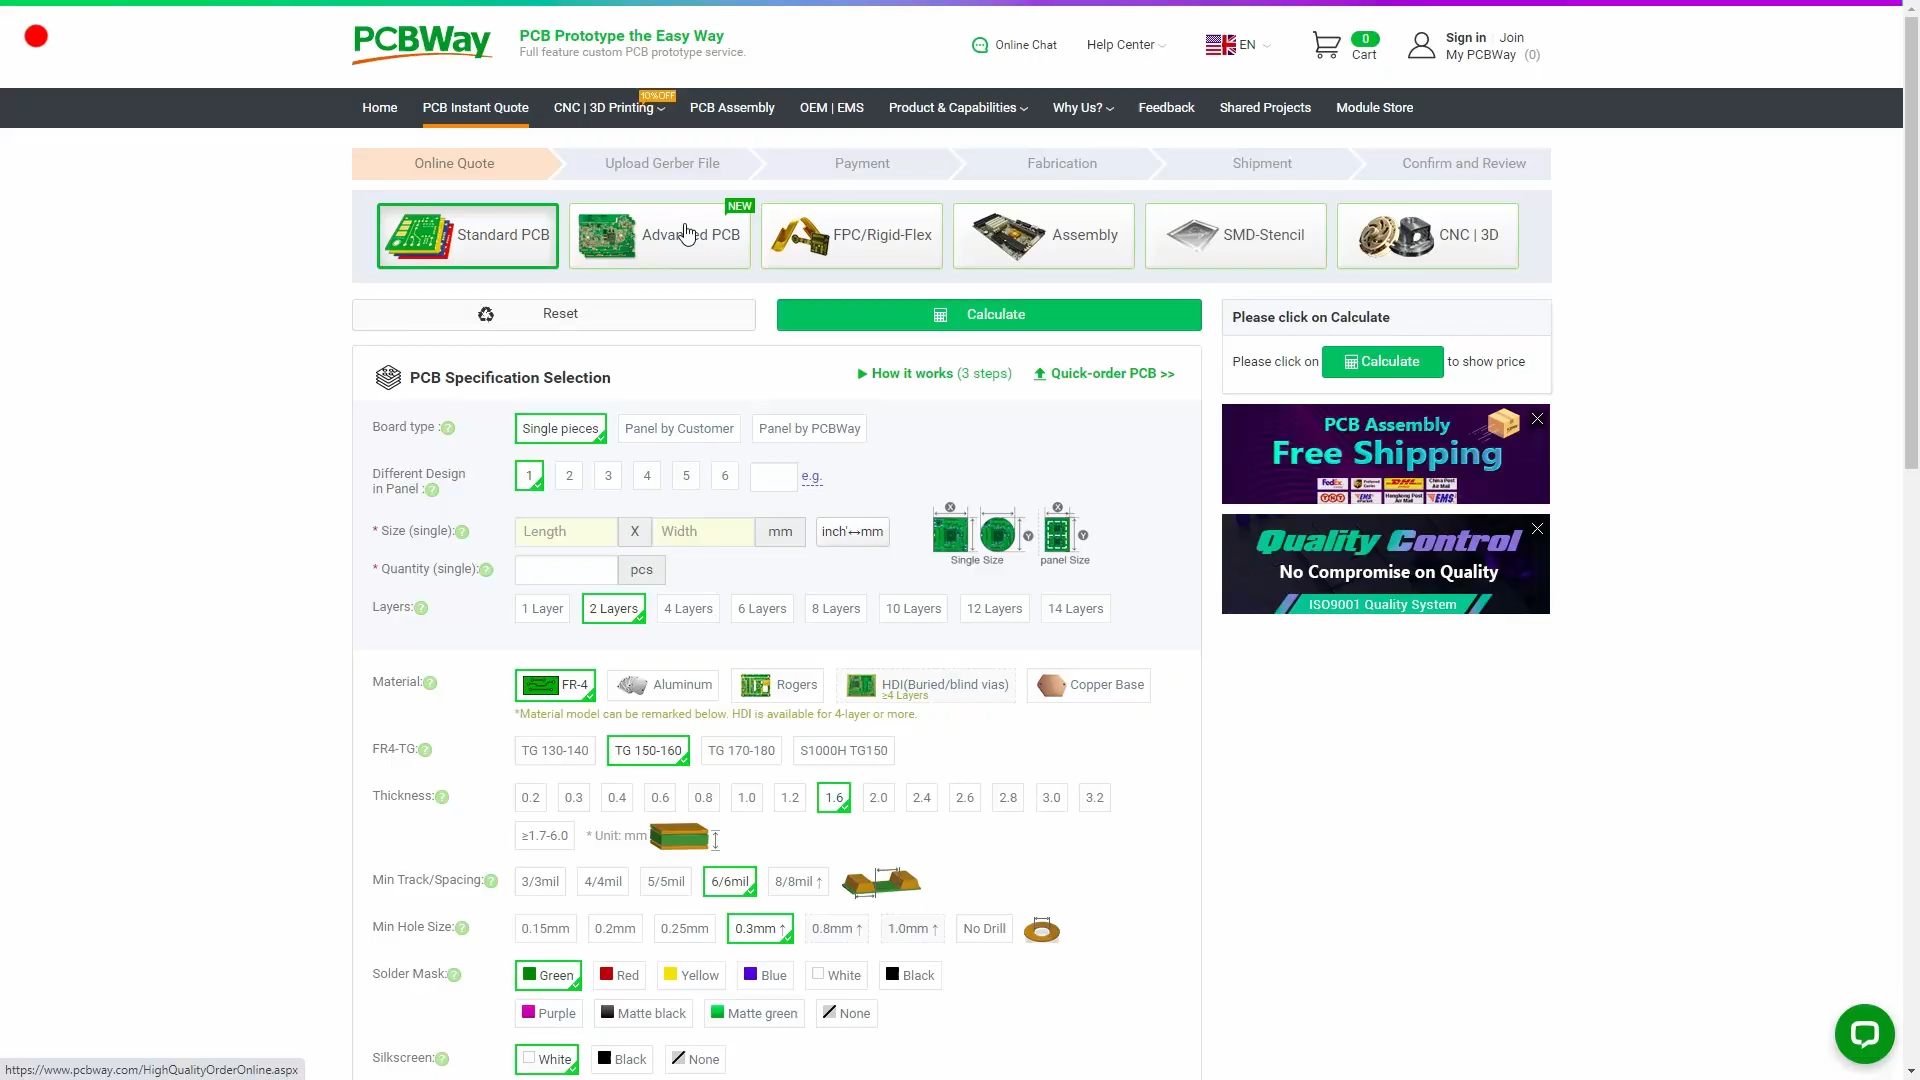 PCBWay
PCB Prototype the Easy Way
Full feature custom PCB prototype service.
Online Chat
Help Center
EN
0
Cart
Sign in | Join
My PCBWay (0)
Home
PCB Instant Quote
CNC | 3D Printing
10%OFF
PCB Assembly
OEM | EMS
Product & Capabilities
Why Us?
Feedback
Shared Projects
Module Store
Online Quote
Upload Gerber File
Payment
Fabrication
Shipment
Confirm and Review
Standard PCB
NEW
Advanced PCB
FPC/Rigid-Flex
Assembly
SMD-Stencil
CNC | 3D
Reset
Calculate
Please click on Calculate
Please click on Calculate to show price
PCB Specification Selection
How it works (3 steps)
Quick-order PCB >>
PCB Assembly
Free Shipping
FedEx
DHL
China Post Air Mail
TNT
Hongkong Post Air Mail
EMS
Quality Control
No Compromise on Quality
ISO9001 Quality System
Board type :?
Single pieces
Panel by Customer
Panel by PCBWay
Different Design
in Panel :?
1 2 3 4 5 6
e.g.
* Size (single):?
Length X Width mm
inch↔mm
X X
Y Y
Single Size
panel Size
* Quantity (single):?
pcs
Layers:?
1 Layer 2 Layers 4 Layers 6 Layers 8 Layers 10 Layers 12 Layers 14 Layers
Material:?
FR-4
Aluminum
Rogers
HDI(Buried/blind vias)
≥4 Layers
Copper Base
*Material model can be remarked below. HDI is available for 4-layer or more.
FR4-TG:?
TG 130-140 TG 150-160 TG 170-180 S1000H TG150
Thickness:?
0.2 0.3 0.4 0.6 0.8 1.0 1.2 1.6 2.0 2.4 2.6 2.8 3.0 3.2
≥1.7-6.0 * Unit: mm
Min Track/Spacing:?
3/3mil 4/4mil 5/5mil 6/6mil 8/8mil ↑
Min Hole Size:?
0.15mm 0.2mm 0.25mm 0.3mm ↑ 0.8mm ↑ 1.0mm ↑ No Drill
Solder Mask:?
Green Red Yellow Blue White Black
Purple Matte black Matte green None
Silkscreen:?
White Black None
https://www.pcbway.com/HighQualityOrderOnline.aspx